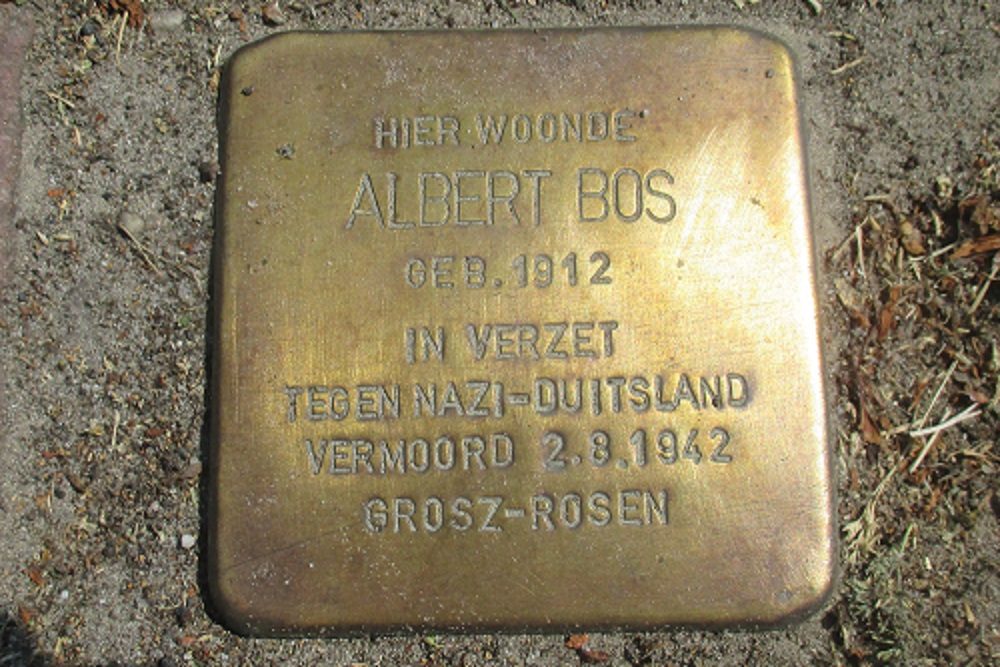 HIER WOONDE
ALBERT BOS
GEB. 1912
IN VERZET
TEGEN NAZI-DUITSLAND
VERMOORD 2.8.1942
GROSZ-ROSEN